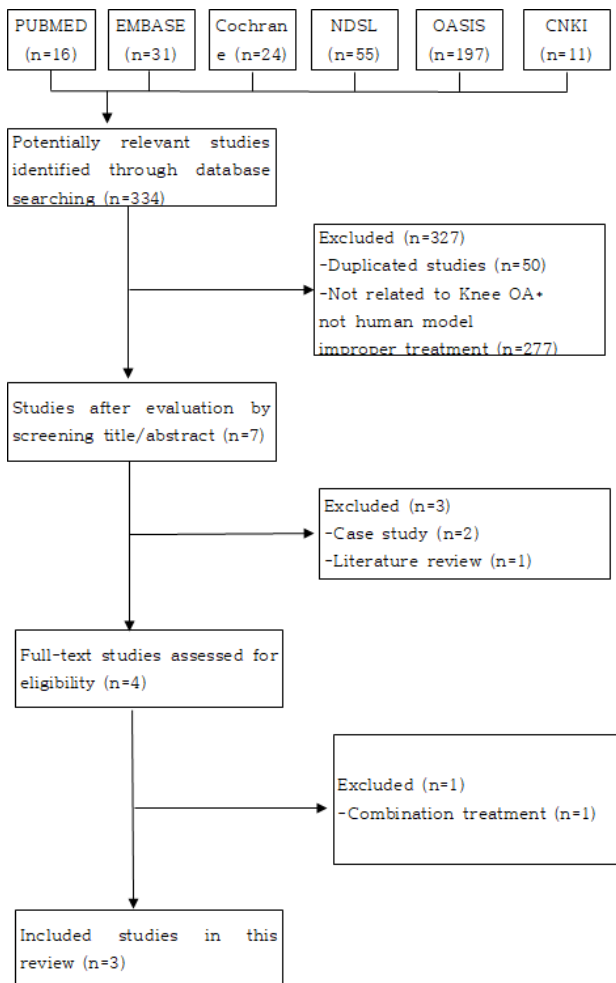 PUBMED
(n=16)
EMBASE
(n=31)
Cochran
e (n=24)
NDSL
(n=55)
OASIS
(n=197)
CNKI
(n=11)
Potentially relevant studies
identified through database
searching (n=334)
Excluded (n=327)
-Duplicated studies (n=50)
-Not related to Knee OA+
not human model
improper treatment (n=277)
Studies after evaluation by
screening title/abstract (n=7)
Excluded (n=3)
-Case study (n=2)
-Literature review (n=1)
Full-text studies assessed for
eligibility (n=4)
Excluded (n=1)
-Combination treatment (n=1)
Included studies in this
review (n=3)